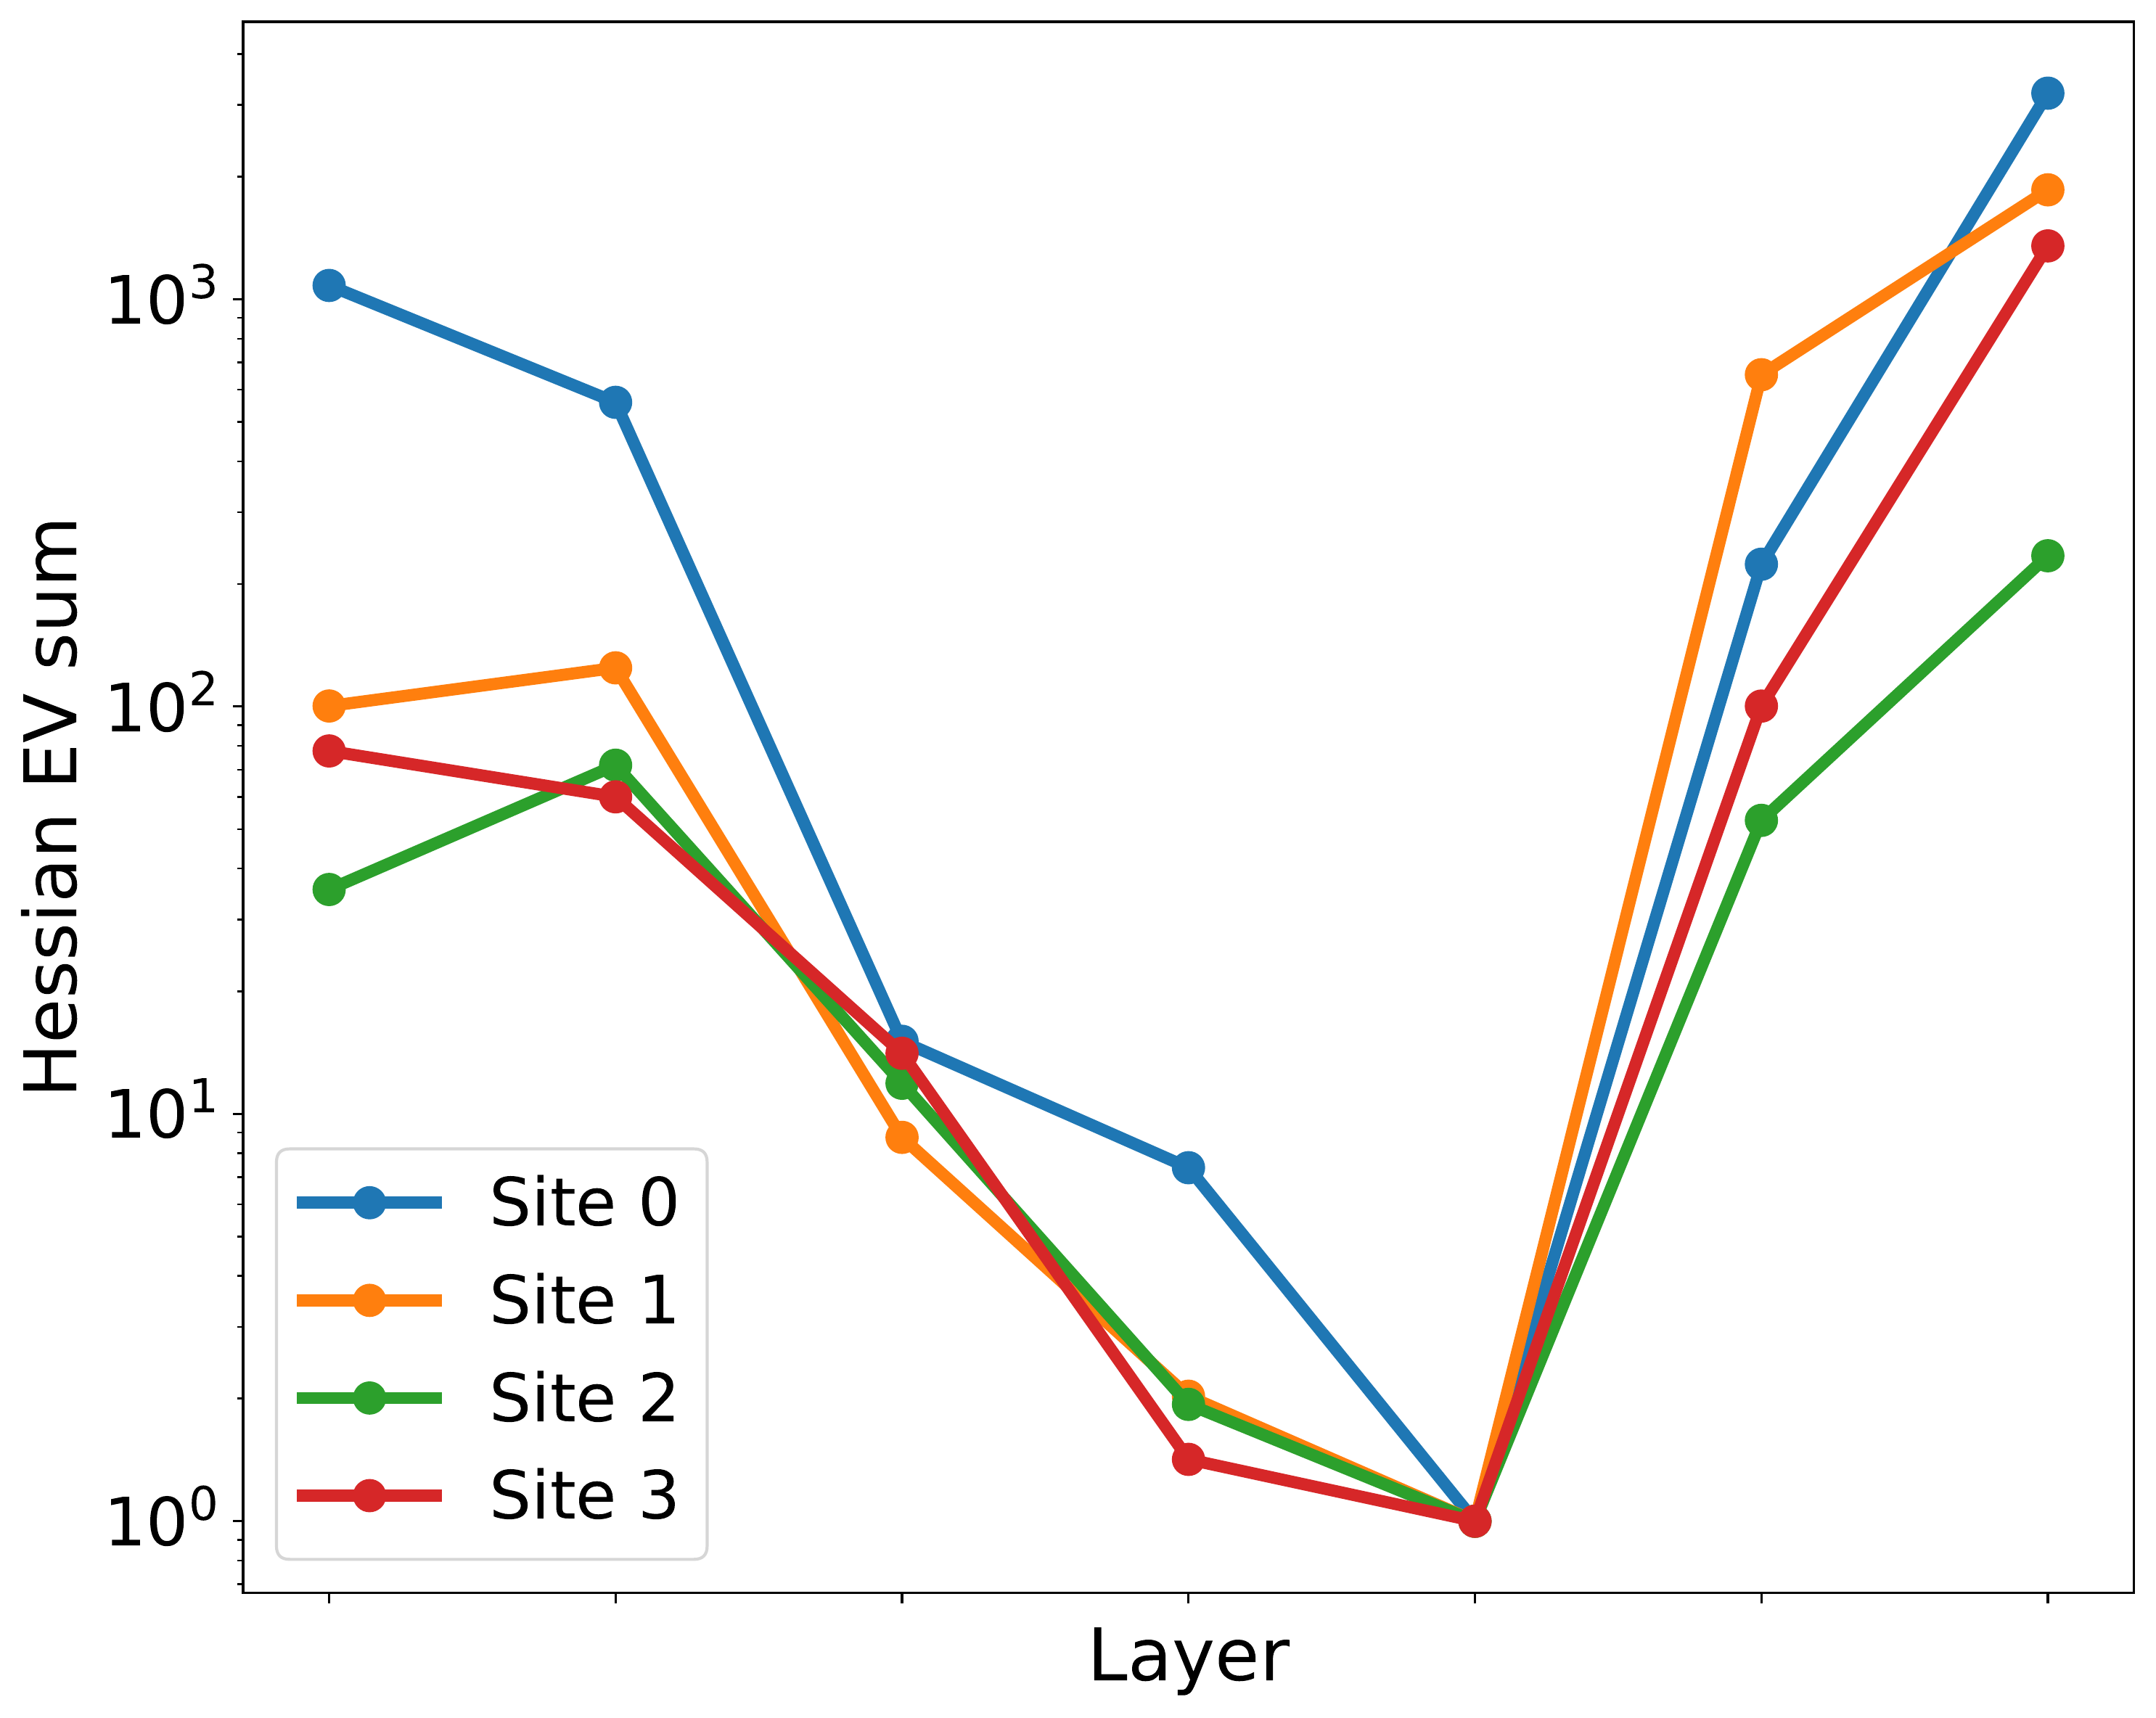 Hessian EV sum
10³
10²
10¹
10⁰
Site 0
Site 1
Site 2
Site 3
Layer